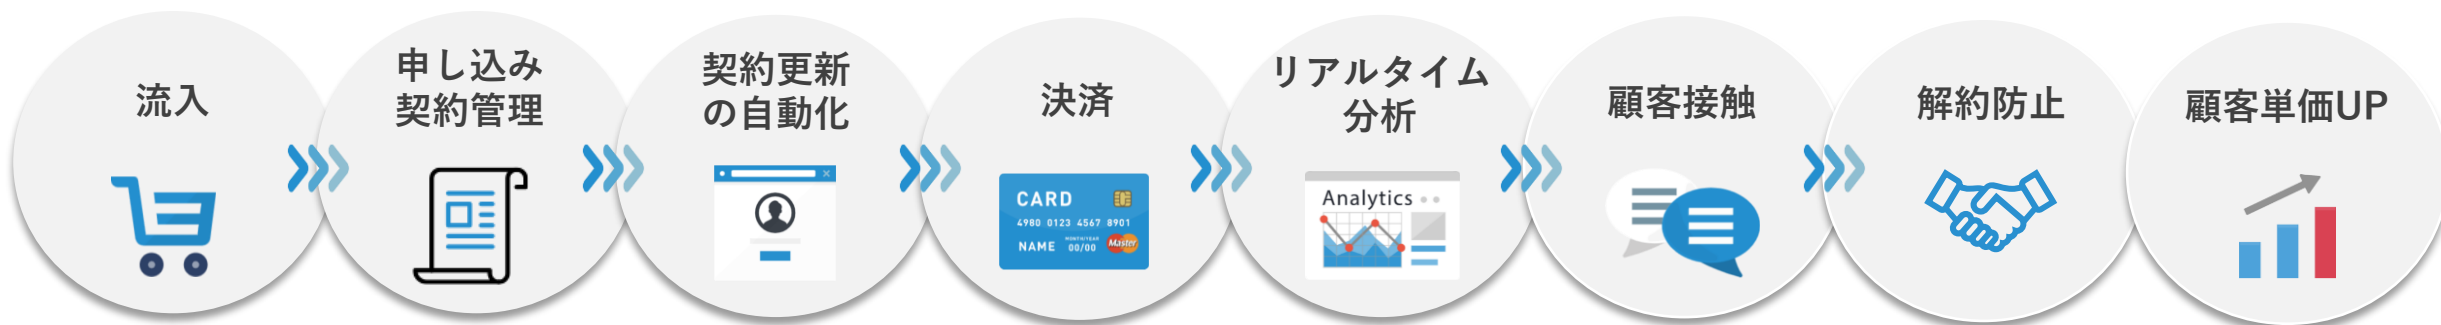 流入
申し込み
契約管理
契約更新
の自動化
決済
CARD
4980 0123 4567 8901
MONTH/YEAR
NAME 00/00 Master
リアルタイム
分析
Analytics
顧客接触
解約防止
顧客単価UP